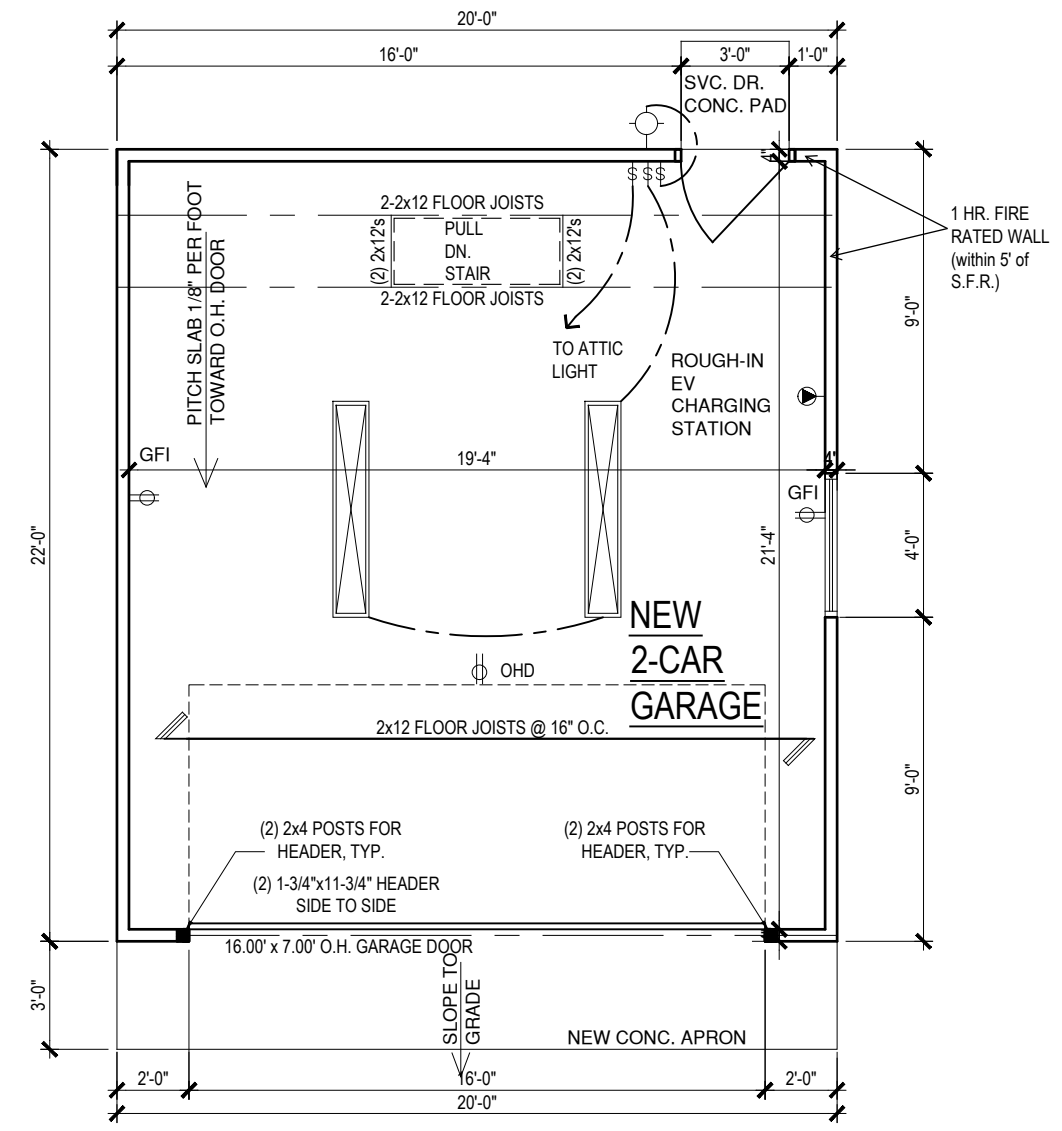 20'-0"
16'-0"
3'-0"
1'-0"
SVC. DR.
CONC. PAD
4"
S S S
1 HR. FIRE
RATED WALL
(within 5' of
S.F.R.)
PITCH SLAB 1/8" PER FOOT
TOWARD O.H. DOOR
2-2x12 FLOOR JOISTS
(2) 2x12's
PULL
DN.
STAIR
(2) 2x12's
2-2x12 FLOOR JOISTS
9'-0"
TO ATTIC
LIGHT
ROUGH-IN
EV
CHARGING
STATION
GFI
19'-4"
4"
GFI
22'-0"
21'-4"
4'-0"
NEW
2-CAR
GARAGE
OHD
2x12 FLOOR JOISTS @ 16" O.C.
9'-0"
(2) 2x4 POSTS FOR
HEADER, TYP.
(2) 2x4 POSTS FOR
HEADER, TYP.
(2) 1-3/4"x11-3/4" HEADER
SIDE TO SIDE
16.00' x 7.00' O.H. GARAGE DOOR
3'-0"
SLOPE TO
GRADE
NEW CONC. APRON
2'-0"
16'-0"
2'-0"
20'-0"